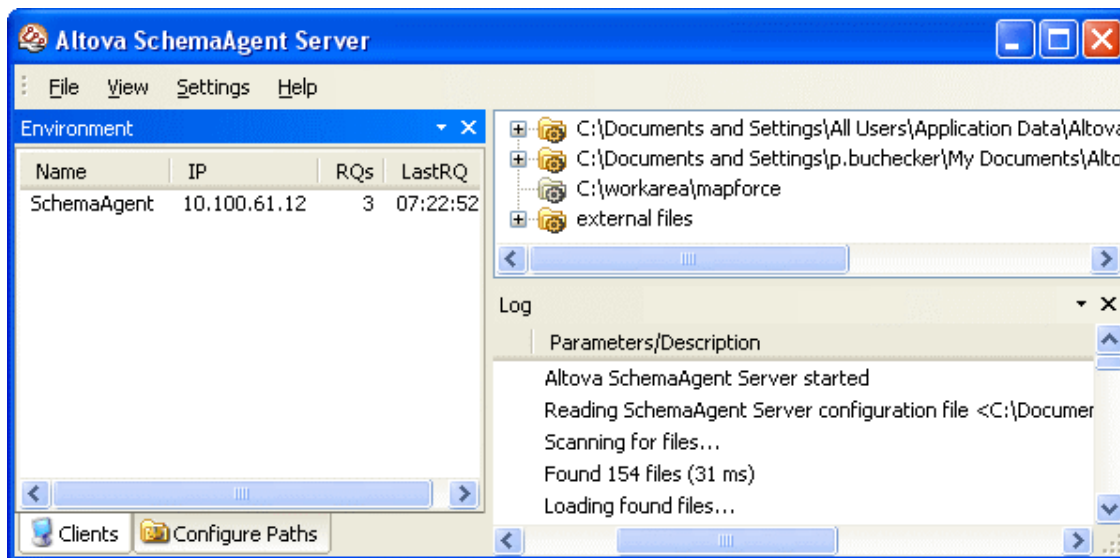 Altova SchemaAgent Server
File View Settings Help
Environment
Name IP RQs LastRQ
SchemaAgent 10.100.61.12 3 07:22:52
Clients Configure Paths
C:\Documents and Settings\All Users\Application Data\Altova
C:\Documents and Settings\p.buchecker\My Documents\Alto
C:\workarea\mapforce
external files
Log
Parameters/Description
Altova SchemaAgent Server started
Reading SchemaAgent Server configuration file <C:\Documen
Scanning for files...
Found 154 files (31 ms)
Loading found files...